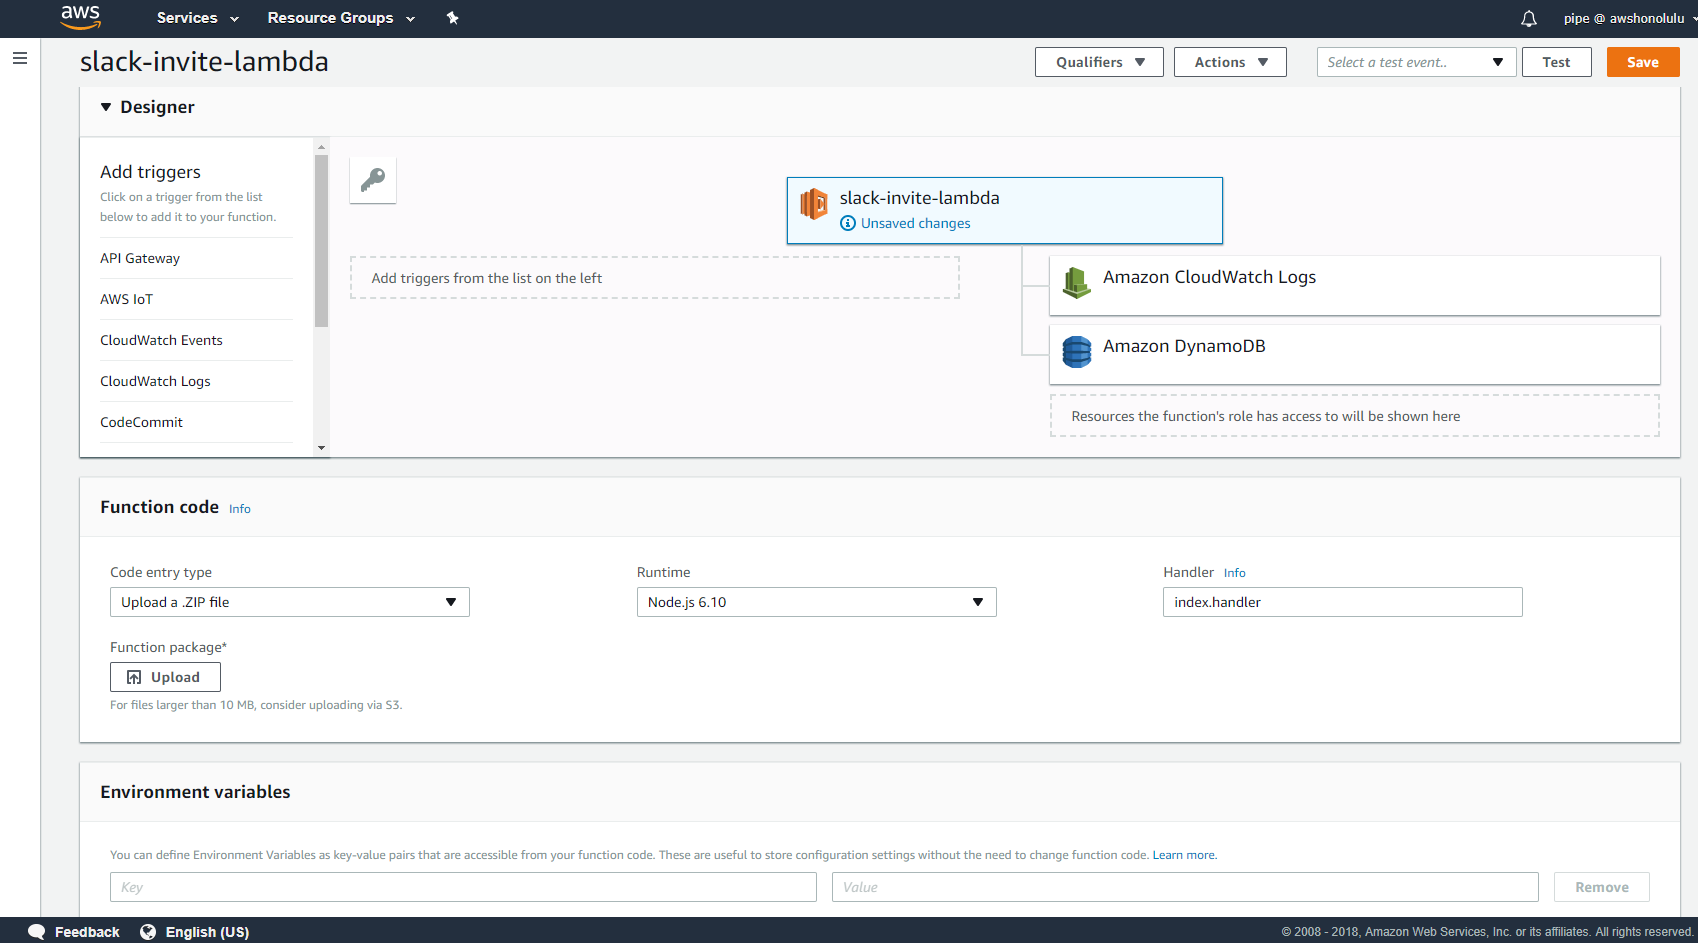 aws
Services
Resource Groups
pipe @ awshonolulu
slack-invite-lambda
Qualifiers
Actions
Select a test event..
Test
Save
Designer
Add triggers
Click on a trigger from the list
below to add it to your function.
API Gateway
AWS IoT
CloudWatch Events
CloudWatch Logs
CodeCommit
slack-invite-lambda
Unsaved changes
Add triggers from the list on the left
Amazon CloudWatch Logs
Amazon DynamoDB
Resources the function's role has access to will be shown here
Function code Info
Code entry type
Upload a .ZIP file
Runtime
Node.js 6.10
Handler Info
index.handler
Function package*
Upload
For files larger than 10 MB, consider uploading via S3.
Environment variables
You can define Environment Variables as key-value pairs that are accessible from your function code. These are useful to store configuration settings without the need to change function code. Learn more.
Key
Value
Remove
Feedback
English (US)
© 2008 - 2018, Amazon Web Services, Inc. or its affiliates. All rights reserved.